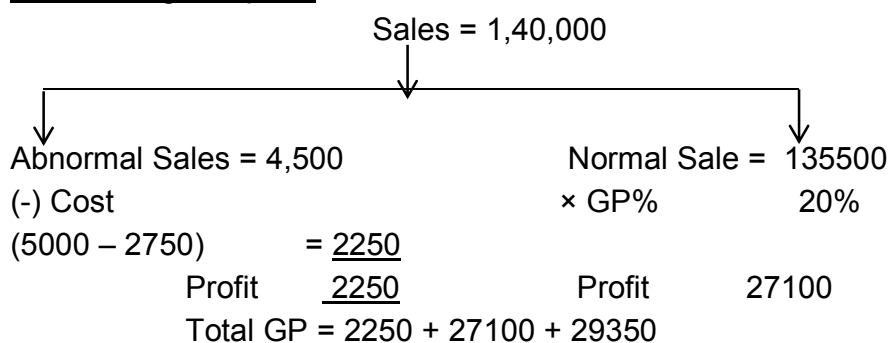 Sales = 1,40,000
Abnormal Sales = 4,500 Normal Sale = 135500
(-) Cost × GP% 20%
(5000 – 2750) = 2250
Profit 2250 Profit 27100
Total GP = 2250 + 27100 + 29350